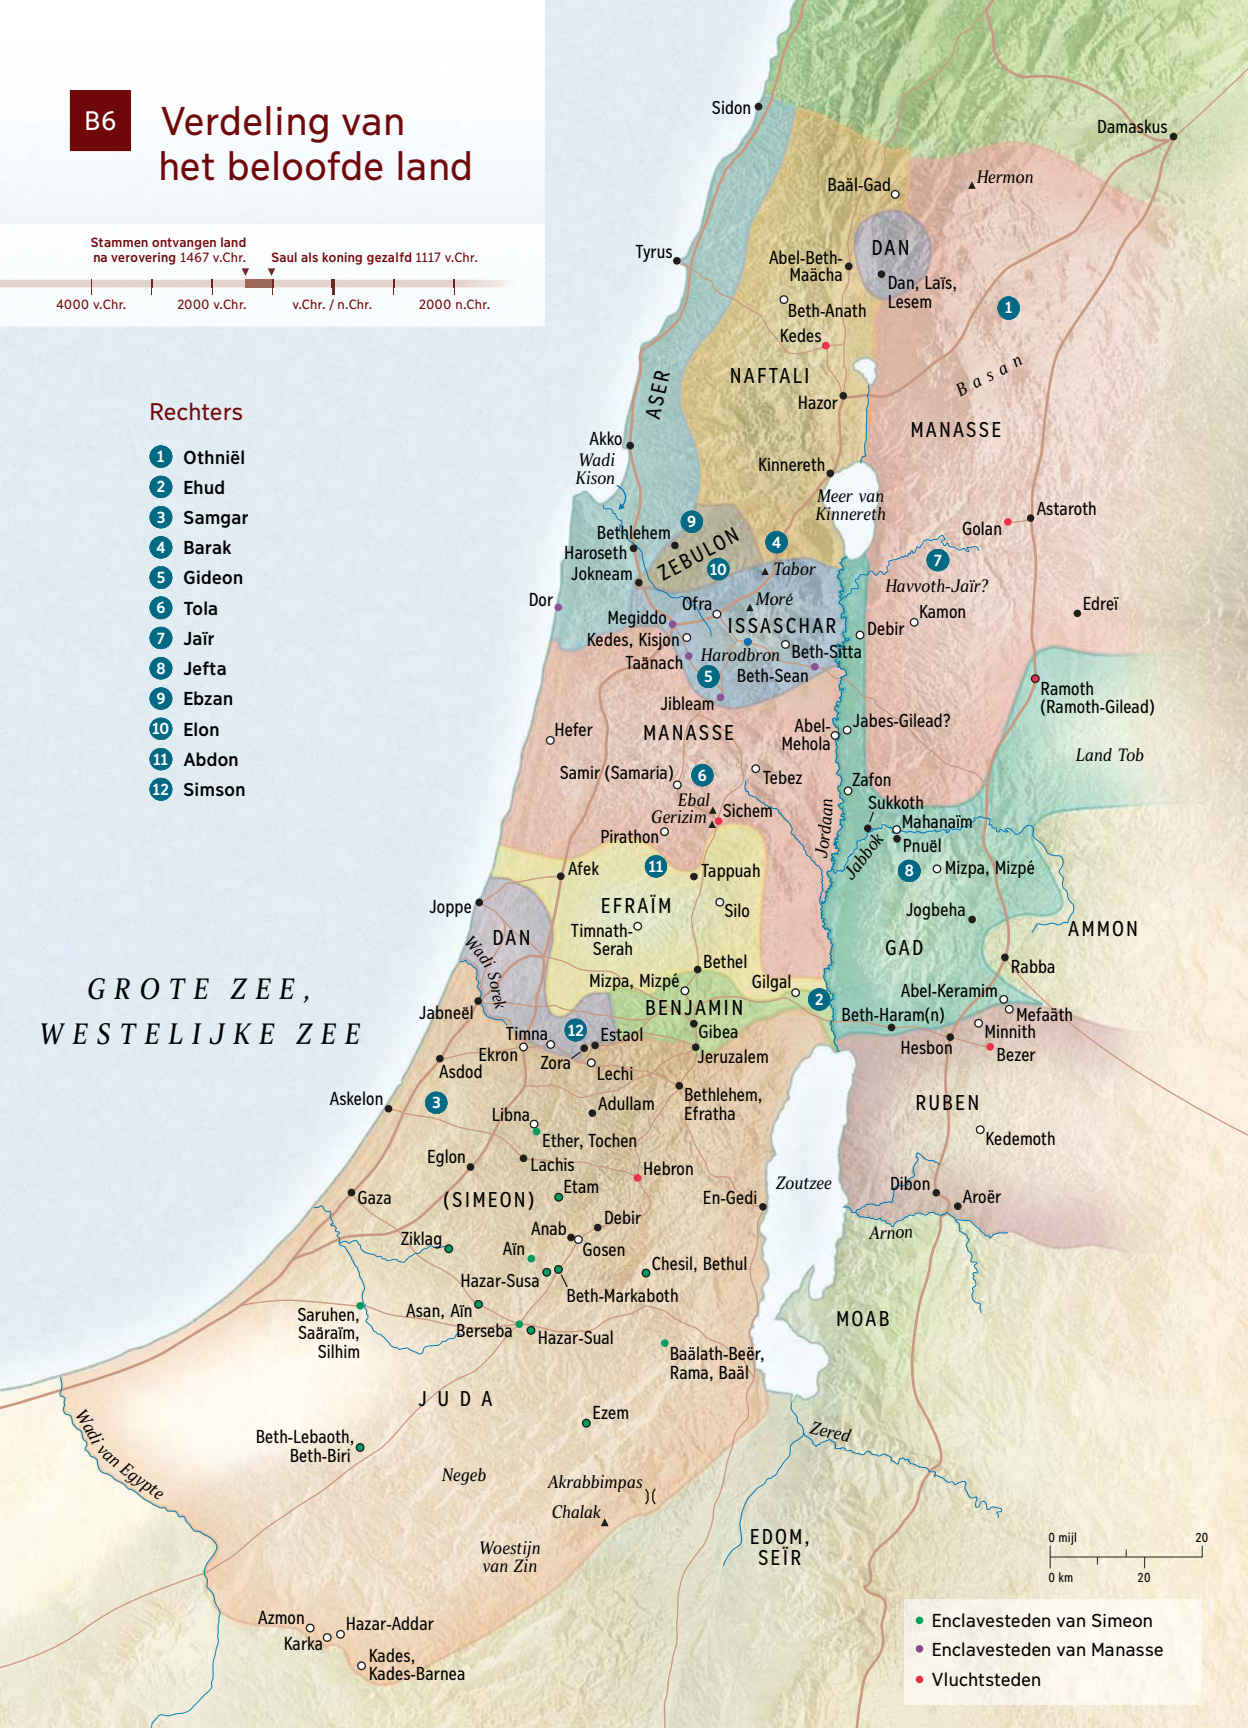 B6
Verdeling van
het beloofde land
Stammen ontvangen land
na verovering 1467 v.Chr.
Saul als koning gezalfd 1117 v.Chr.
4000 v.Chr.
2000 v.Chr.
v.Chr. / n.Chr.
2000 n.Chr.
Rechters
1 Othniël
2 Ehud
3 Samgar
4 Barak
5 Gideon
6 Tola
7 Jaïr
8 Jefta
9 Ebzan
10 Elon
11 Abdon
12 Simson
Sidon
Damaskus
Hermon
Baäl-Gad
DAN
Tyrus
Abel-Beth-
Maächa
Dan, Laïs,
Lesem
1
Beth-Anath
Kedes
Basan
NAFTALI
ASER
Hazor
MANASSE
Akko
Wadi
Kison
Kinnereth
Meer van
Kinnereth
Astaroth
Golan
9
Bethlehem
ZEBULON
4
Haroseth
10
Tabor
7
Jokneam
Havvoth-Jaïr?
Dor
Ofra
Moré
Kamon
Edreï
Megiddo
ISSASCHAR
Debir
Kedes, Kisjon
Harodbron
Beth-Sitta
Taänach
5
Beth-Sean
Jibleam
Ramoth
(Ramoth-Gilead)
Hefer
MANASSE
Abel-
Mehola
Jabes-Gilead?
Land Tob
Samir (Samaria)
6
Tebez
Zafon
Ebal
Gerizim
Sichem
Jordaan
Sukkoth
Mahanaïm
Pirathon
Pnuël
Jabbok
11
Afek
Tappuah
8
Mizpa, Mizpé
Joppe
EFRAÏM
Silo
Jogbeha
Timnath-
Serah
AMMON
DAN
GAD
Wadi Sorek
Bethel
Rabba
GROTE ZEE,
WESTELIJKE ZEE
Mizpa, Mizpé
Gilgal
2
Abel-Keramim
Jabneël
BENJAMIN
Beth-Haram(n)
Mefaäth
Timna
12
Estaol
Gibea
Minnith
Ekron
Zora
Jeruzalem
Hesbon
Bezer
Asdod
Lechi
Askelon
3
Bethlehem,
Efratha
RUBEN
Libna
Adullam
Ether, Tochen
Kedemoth
Eglon
Lachis
Hebron
Zoutzee
Dibon
Gaza
(SIMEON)
Etam
En-Gedi
Aroër
Debir
Anab
Gosen
Arnon
Ziklag
Aïn
Chesil, Bethul
Hazar-Susa
Beth-Markaboth
Saruhen,
Saäraïm,
Silhim
Asan, Aïn
MOAB
Berseba
Hazar-Sual
Baälath-Beër,
Rama, Baäl
JUDA
Ezem
Wadi van Egypte
Beth-Lebaoth,
Beth-Biri
Zered
Negeb
Akrabbimpas
Chalak
EDOM,
SEÏR
Woestijn
van Zin
0 mijl
20
0 km
20
Azmon
Hazar-Addar
Karka
Kades,
Kades-Barnea
Enclavesteden van Simeon
Enclavesteden van Manasse
Vluchtsteden